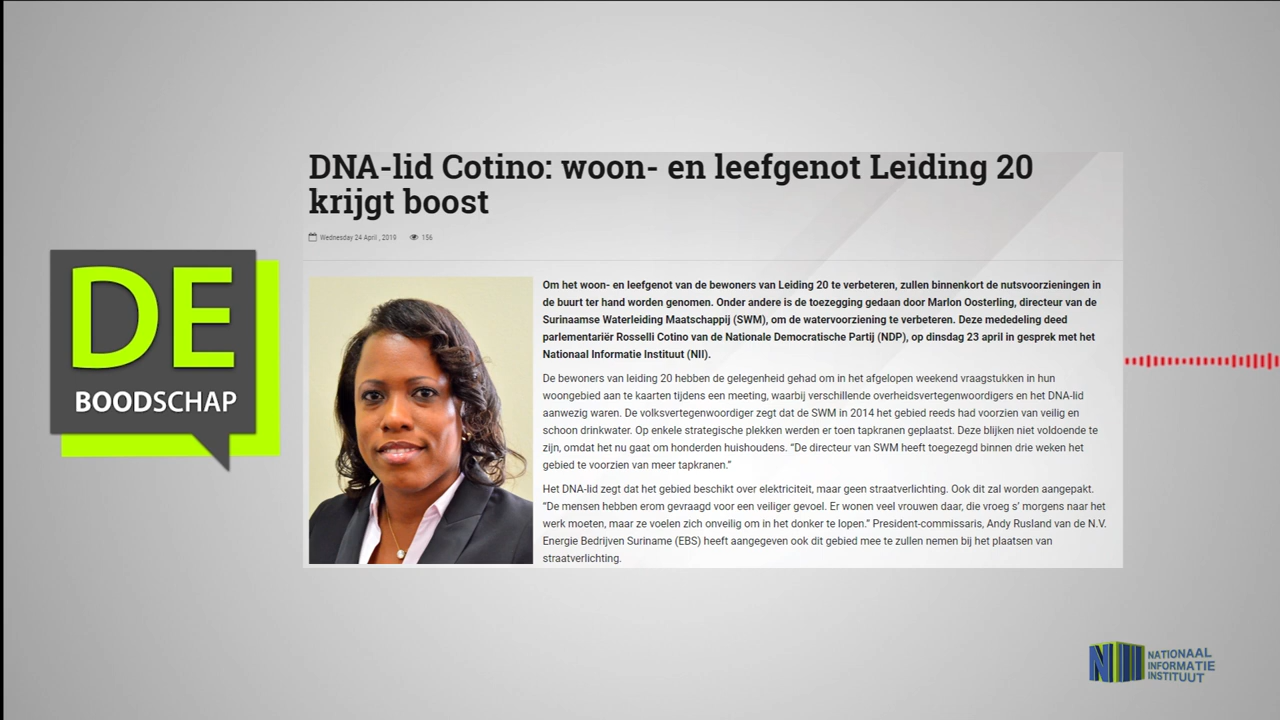 DNA-lid Cotino: woon- en leefgenot Leiding 20
krijgt boost
Wednesday 24 April , 2019 156
DE
BOODSCHAP
Om het woon- en leefgenot van de bewoners van Leiding 20 te verbeteren, zullen binnenkort de nutsvoorzieningen in
de buurt ter hand worden genomen. Onder andere is de toezegging gedaan door Marlon Oosterling, directeur van de
Surinaamse Waterleiding Maatschappij (SWM), om de watervoorziening te verbeteren. Deze mededeling deed
parlementariër Rosselli Cotino van de Nationale Democratische Partij (NDP), op dinsdag 23 april in gesprek met het
Nationaal Informatie Instituut (NII).
De bewoners van leiding 20 hebben de gelegenheid gehad om in het afgelopen weekend vraagstukken in hun
woongebied aan te kaarten tijdens een meeting, waarbij verschillende overheidsvertegenwoordigers en het DNA-lid
aanwezig waren. De volksvertegenwoordiger zegt dat de SWM in 2014 het gebied reeds had voorzien van veilig en
schoon drinkwater. Op enkele strategische plekken werden er toen tapkranen geplaatst. Deze blijken niet voldoende te
zijn, omdat het nu gaat om honderden huishoudens. “De directeur van SWM heeft toegezegd binnen drie weken het
gebied te voorzien van meer tapkranen.”
Het DNA-lid zegt dat het gebied beschikt over elektriciteit, maar geen straatverlichting. Ook dit zal worden aangepakt.
“De mensen hebben erom gevraagd voor een veiliger gevoel. Er wonen veel vrouwen daar, die vroeg s’ morgens naar het
werk moeten, maar ze voelen zich onveilig om in het donker te lopen.” President-commissaris, Andy Rusland van de N.V.
Energie Bedrijven Suriname (EBS) heeft aangegeven ook dit gebied mee te zullen nemen bij het plaatsen van
straatverlichting.
NII
NATIONAAL
INFORMATIE
INSTITUUT